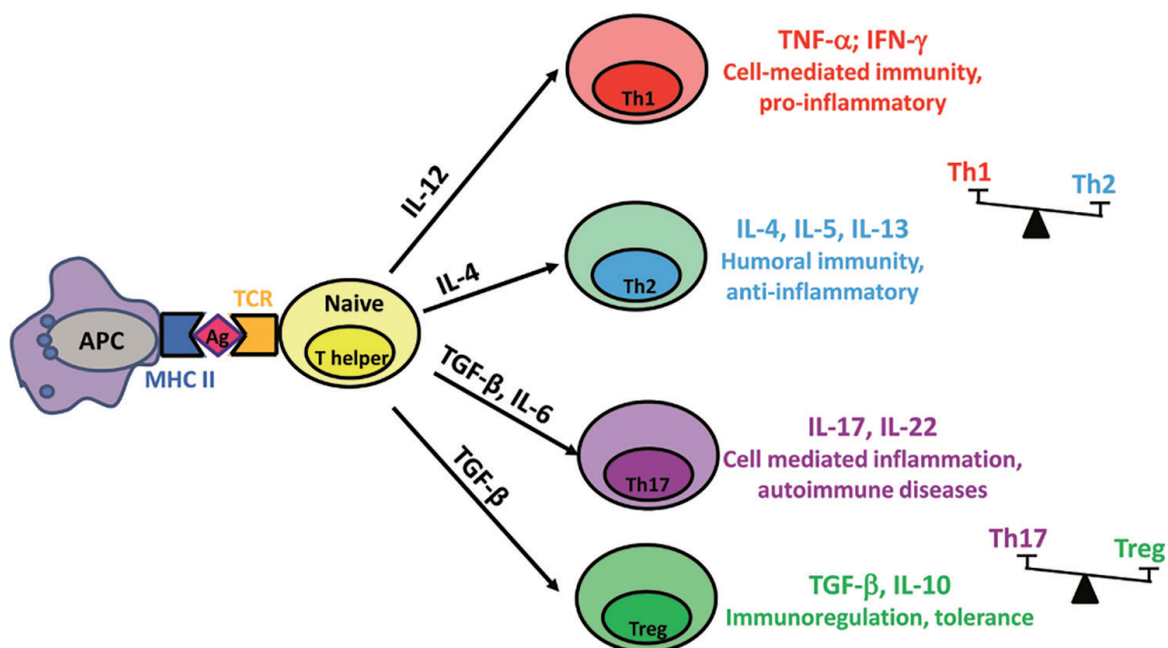 TNF-α; IFN-γ
Cell-mediated immunity,
pro-inflammatory
Th1
IL-12
Th1
Th2
IL-4, IL-5, IL-13
Humoral immunity,
anti-inflammatory
Th2
IL-4
TCR
Naive
T helper
APC
Ag
MHC II
TGF-β, IL-6
IL-17, IL-22
Cell mediated inflammation,
autoimmune diseases
Th17
TGF-β
Th17
Treg
TGF-β, IL-10
Immunoregulation, tolerance
Treg